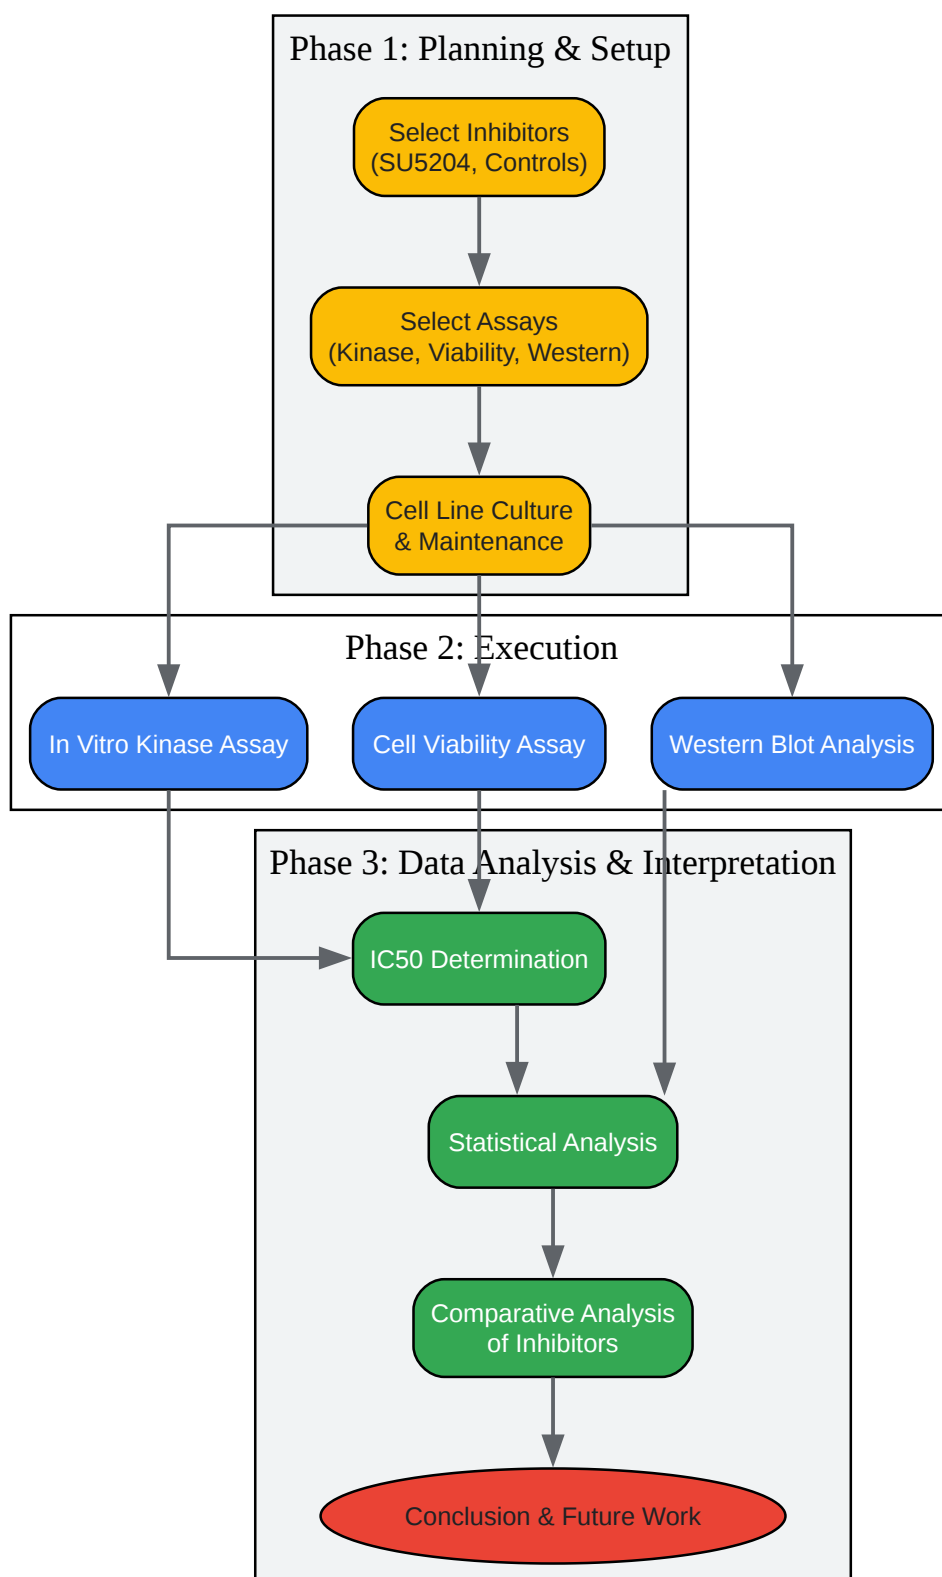 Phase 1: Planning & Setup
Select Inhibitors
(SU5204, Controls)
Select Assays
(Kinase, Viability, Western)
Cell Line Culture
& Maintenance
Phase 2: Execution
In Vitro Kinase Assay
Cell Viability Assay
Western Blot Analysis
Phase 3: Data Analysis & Interpretation
IC50 Determination
Statistical Analysis
Comparative Analysis
of Inhibitors
Conclusion & Future Work